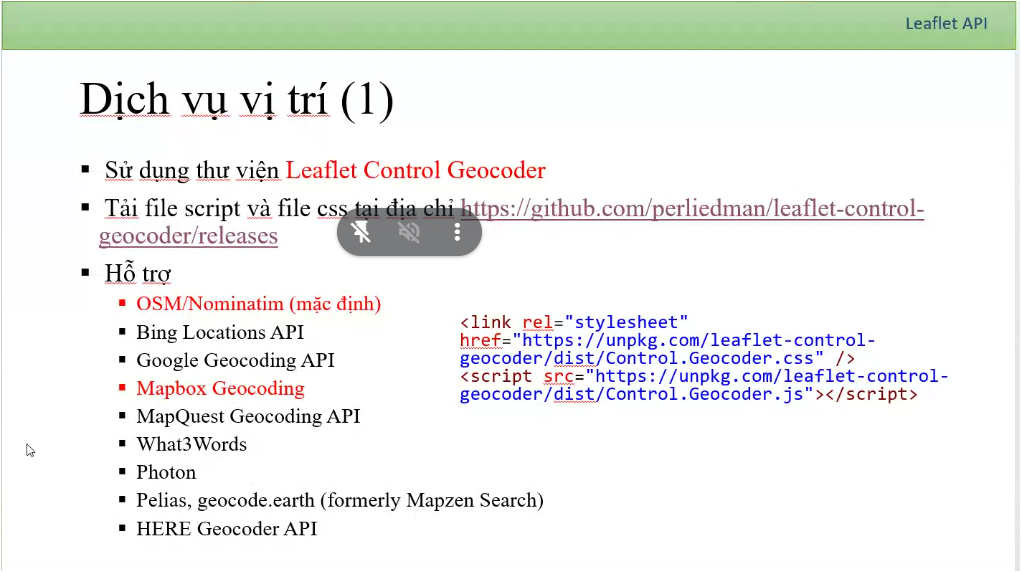 Leaflet API
Dịch vụ vị trí (1)
Sử dụng thư viện Leaflet Control Geocoder
Tải file script và file css tại địa chỉ https://github.com/perliedman/leaflet-control-
geocoder/releases
Hỗ trợ
OSM/Nominatim (mặc định)
Bing Locations API
Google Geocoding API
Mapbox Geocoding
MapQuest Geocoding API
What3Words
Photon
Pelias, geocode.earth (formerly Mapzen Search)
HERE Geocoder API
<link rel="stylesheet"
href="https://unpkg.com/leaflet-control-
geocoder/dist/Control.Geocoder.css" />
<script src="https://unpkg.com/leaflet-control-
geocoder/dist/Control.Geocoder.js"></script>